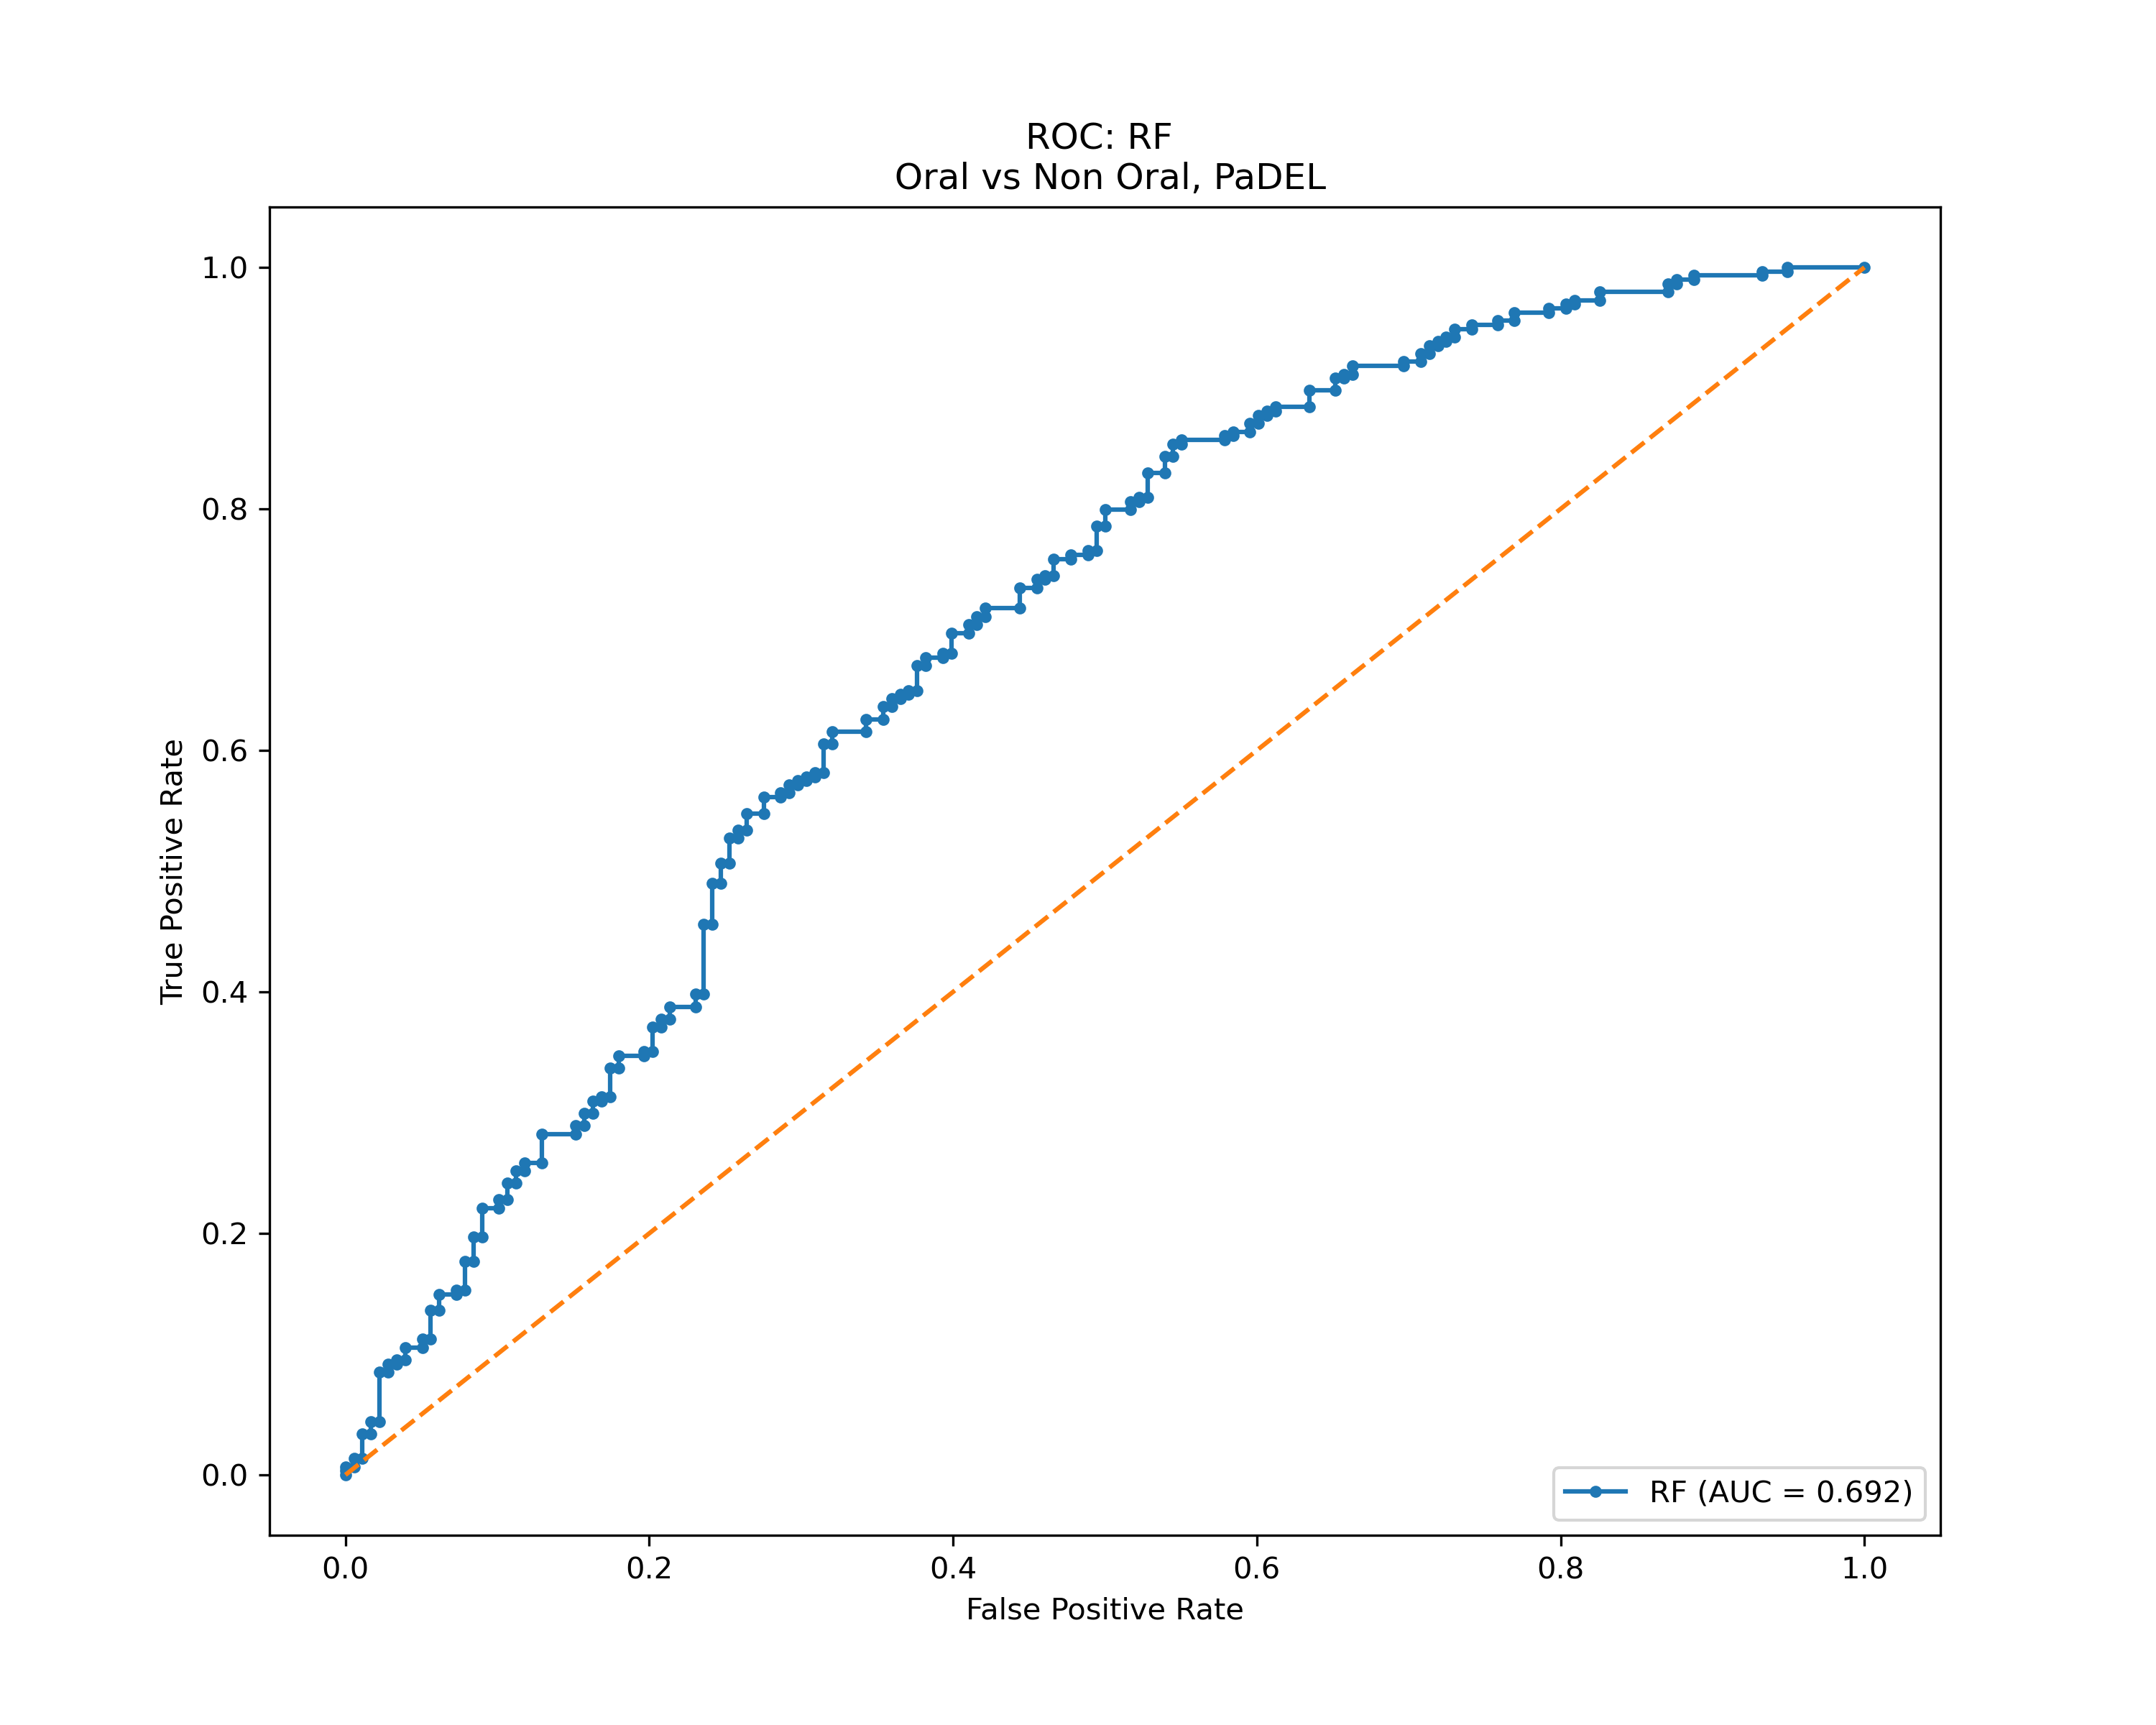 ROC: RF
Oral vs Non Oral, PaDEL
1.0
0.8
0.6
0.4
0.2
0.0
True Positive Rate
0.0 0.2 0.4 0.6 0.8 1.0
False Positive Rate
RF (AUC = 0.692)